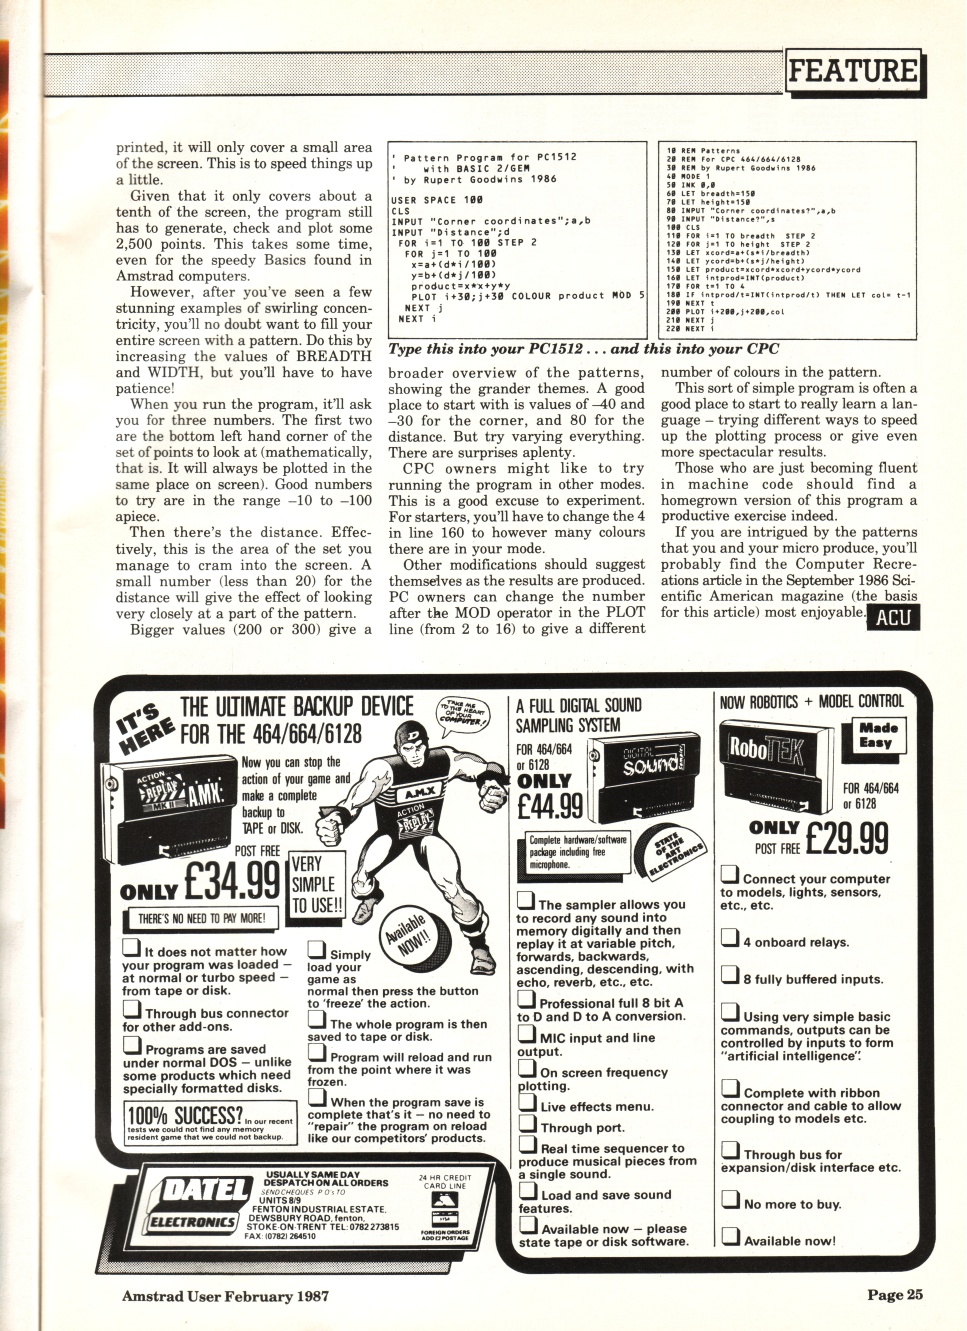 FEATURE
printed, it will only cover a small area
of the screen. This is to speed things up
a little.
Given that it only covers about a
tenth of the screen, the program still
has to generate, check and plot some
2,500 points. This takes some time,
even for the speedy Basics found in
Amstrad computers.
However, after you've seen a few
stunning examples of swirling concen-
tricity, you'll no doubt want to fill your
entire screen with a pattern. Do this by
increasing the values of BREADTH
and WIDTH, but you'll have to have
patience!
When you run the program, it'll ask
you for three numbers. The first two
are the bottom left hand corner of the
set of points to look at (mathematically,
that is. It will always be plotted in the
same place on screen). Good numbers
to try are in the range –10 to –100
apiece.
Then there's the distance. Effec-
tively, this is the area of the set you
manage to cram into the screen. A
small number (less than 20) for the
distance will give the effect of looking
very closely at a part of the pattern.
Bigger values (200 or 300) give a
' Pattern Program for PC1512
'     with BASIC 2/GEM
' by Rupert Goodwins 1986
USER SPACE 100
CLS
INPUT "Corner coordinates";a,b
INPUT "Distance";d
FOR i=1 TO 100 STEP 2
FOR j=1 TO 100
x=a+(d*i/100)
y=b+(d*j/100)
product=x*x+y*y
PLOT i+30;j+30 COLOUR product MOD 5
NEXT j
NEXT i
10 REM Patterns
20 REM For CPC 464/664/6128
30 REM by Rupert Goodwins 1986
40 MODE 1
50 INK 0,0
60 LET breadth=150
70 LET height=150
80 INPUT "Corner coordinates?",a,b
90 INPUT "Distance?",s
100 CLS
110 FOR i=1 TO breadth  STEP 2
120 FOR j=1 TO height  STEP 2
130 LET xcord=a+(s*i/breadth)
140 LET ycord=b+(s*j/height)
150 LET product=xcord*xcord+ycord*ycord
160 LET intprod=INT(product)
170 FOR t=1 TO 4
180 IF intprod/t=INT(intprod/t) THEN LET col= t-1
190 NEXT t
200 PLOT i+200,j+200,col
210 NEXT j
220 NEXT i
Type this into your PC1512 . . . and this into your CPC
broader overview of the patterns,
showing the grander themes. A good
place to start with is values of –40 and
–30 for the corner, and 80 for the
distance. But try varying everything.
There are surprises aplenty.
CPC owners might like to try
running the program in other modes.
This is a good excuse to experiment.
For starters, you'll have to change the 4
in line 160 to however many colours
there are in your mode.
Other modifications should suggest
themselves as the results are produced.
PC owners can change the number
after the MOD operator in the PLOT
line (from 2 to 16) to give a different
number of colours in the pattern.
This sort of simple program is often a
good place to start to really learn a lan-
guage – trying different ways to speed
up the plotting process or give even
more spectacular results.
Those who are just becoming fluent
in machine code should find a
homegrown version of this program a
productive exercise indeed.
If you are intrigued by the patterns
that you and your micro produce, you'll
probably find the Computer Recre-
ations article in the September 1986 Sci-
entific American magazine (the basis
for this article) most enjoyable. ACU
IT'S
HERE
THE ULTIMATE BACKUP DEVICE
FOR THE 464/664/6128
TAKE ME
TO THE HEART
OF YOUR
COMPUTER!
Now you can stop the
action of your game and
make a complete
backup to
TAPE or DISK.
ACTION
REPLAY
MK II
A.M.X.
D
A.M.X
ACTION
REPLAY
POST FREE
ONLY £34.99
VERY
SIMPLE
TO USE!!
THERE'S NO NEED TO PAY MORE!
Available
NOW!!
It does not matter how
your program was loaded –
at normal or turbo speed –
from tape or disk.
Through bus connector
for other add-ons.
Programs are saved
under normal DOS – unlike
some products which need
specially formatted disks.
100% SUCCESS? In our recent
tests we could not find any memory
resident game that we could not backup.
Simply
load your
game as
normal then press the button
to 'freeze' the action.
The whole program is then
saved to tape or disk.
Program will reload and run
from the point where it was
frozen.
When the program save is
complete that's it – no need to
"repair" the program on reload
like our competitors' products.
A FULL DIGITAL SOUND
SAMPLING SYSTEM
FOR 464/664
or 6128
ONLY
£44.99
DIGITAL
sound
Complete hardware/software
package including free
microphone.
STATE
OF THE
ART
ELECTRONICS
The sampler allows you
to record any sound into
memory digitally and then
replay it at variable pitch,
forwards, backwards,
ascending, descending, with
echo, reverb, etc., etc.
Professional full 8 bit A
to D and D to A conversion.
MIC input and line
output.
On screen frequency
plotting.
Live effects menu.
Through port.
Real time sequencer to
produce musical pieces from
a single sound.
Load and save sound
features.
Available now – please
state tape or disk software.
NOW ROBOTICS + MODEL CONTROL
RoboTEK
Made
Easy
FOR 464/664
or 6128
ONLY
POST FREE £29.99
Connect your computer
to models, lights, sensors,
etc., etc.
4 onboard relays.
8 fully buffered inputs.
Using very simple basic
commands, outputs can be
controlled by inputs to form
"artificial intelligence".
Complete with ribbon
connector and cable to allow
coupling to models etc.
Through bus for
expansion/disk interface etc.
No more to buy.
Available now!
DATEL
ELECTRONICS
USUALLY SAME DAY
DESPATCH ON ALL ORDERS
SEND CHEQUES P O's TO
UNITS 8/9
FENTON INDUSTRIAL ESTATE,
DEWSBURY ROAD, fenton,
STOKE-ON-TRENT TEL: 0782 273815
FAX: (0782) 264510
24 HR CREDIT
CARD LINE
VISA
FOREIGN ORDERS
ADD £2 POSTAGE
Amstrad User February 1987
Page 25